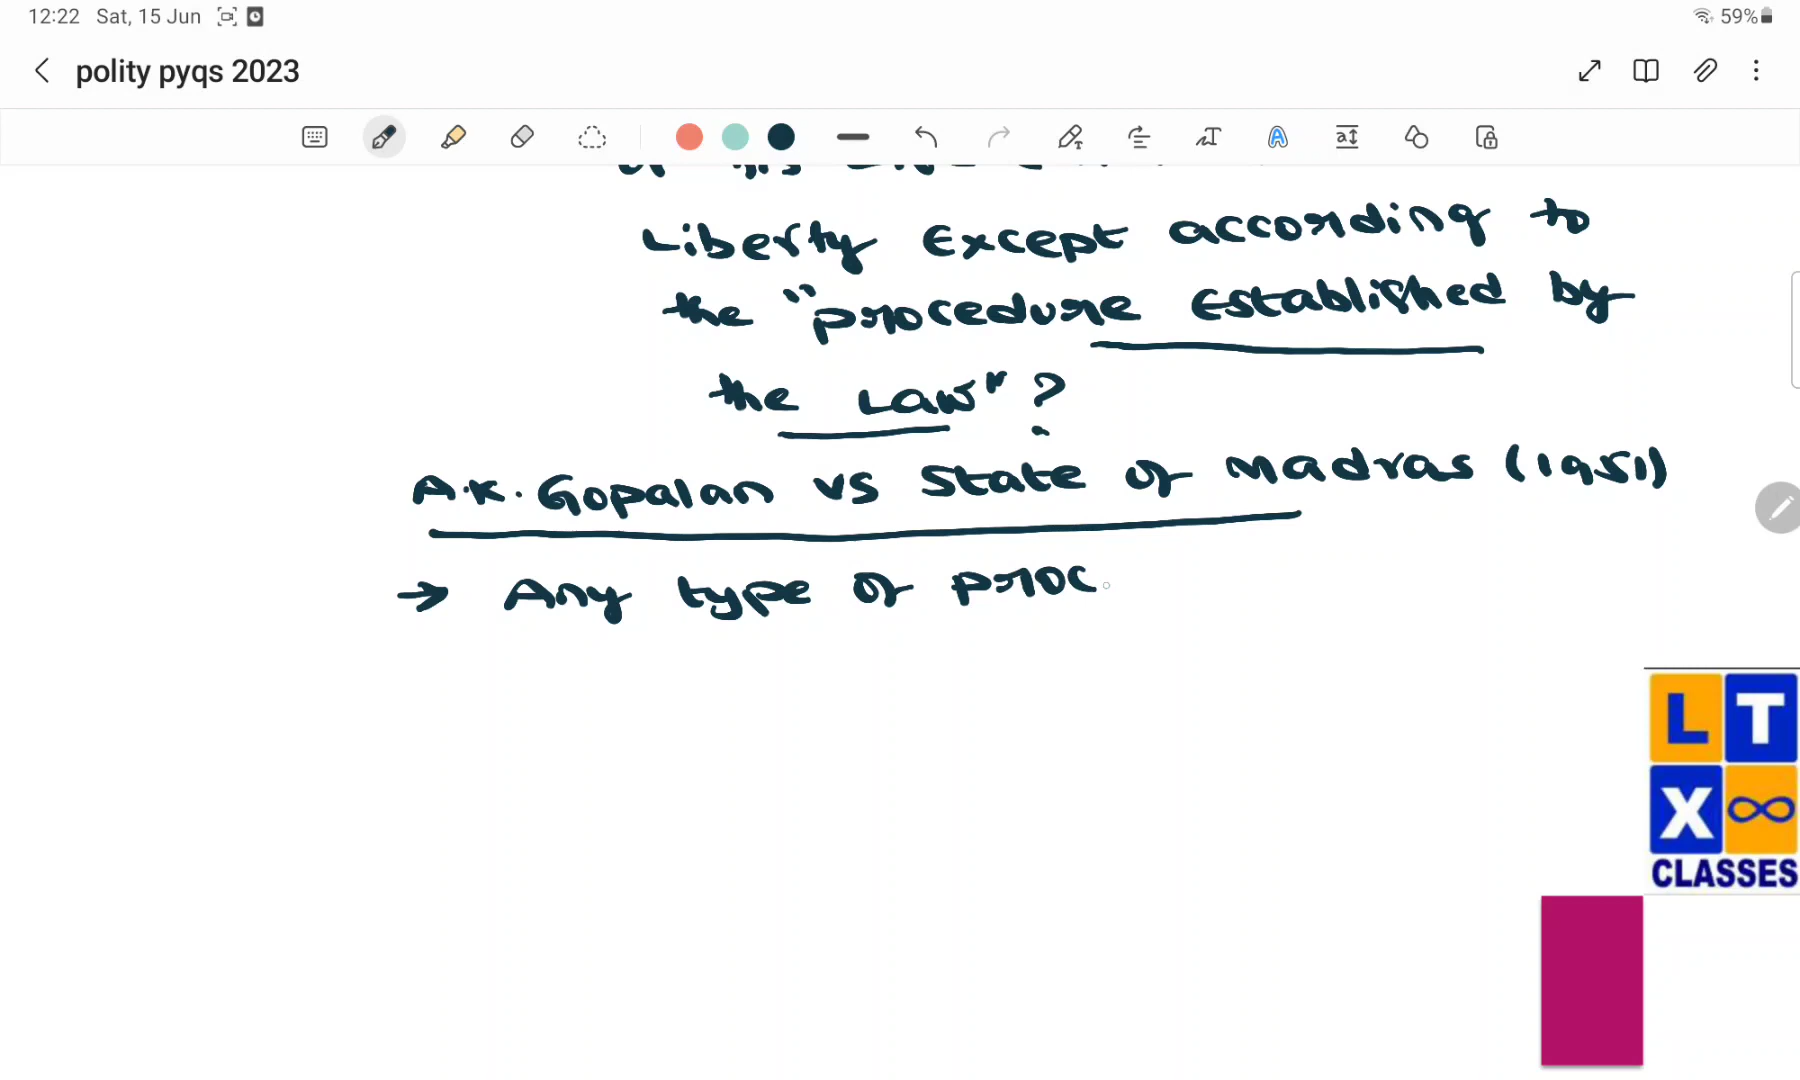 12:22 Sat, 15 Jun 59%
polity pyqs 2023
Liberty Except according to
the "procedure Established by
the Law" ?
A.K. Gopalan vs State of Madras (1951)
→ Any type of proc
L T
X ∞
CLASSES